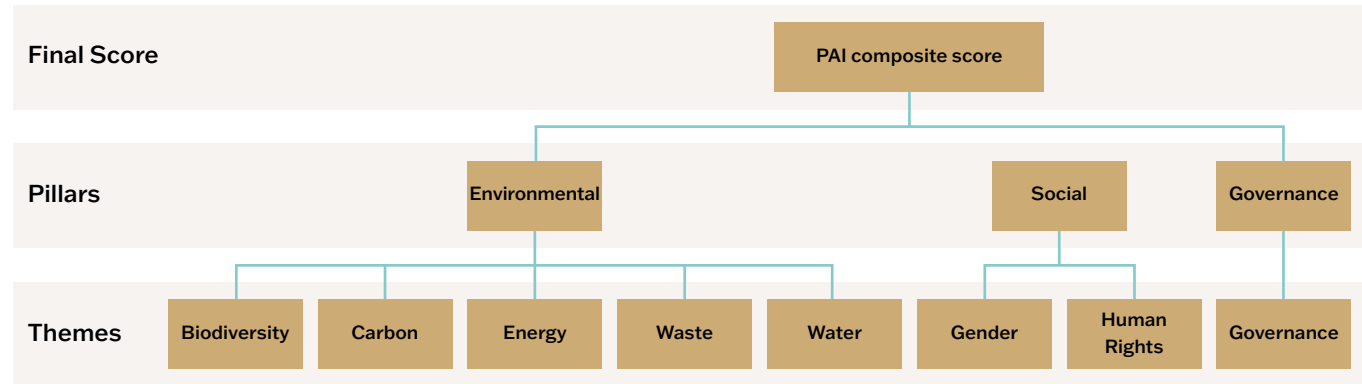 Final Score
PAI composite score
Pillars
Environmental
Social
Governance
Themes
Biodiversity
Carbon
Energy
Waste
Water
Gender
Human
Rights
Governance